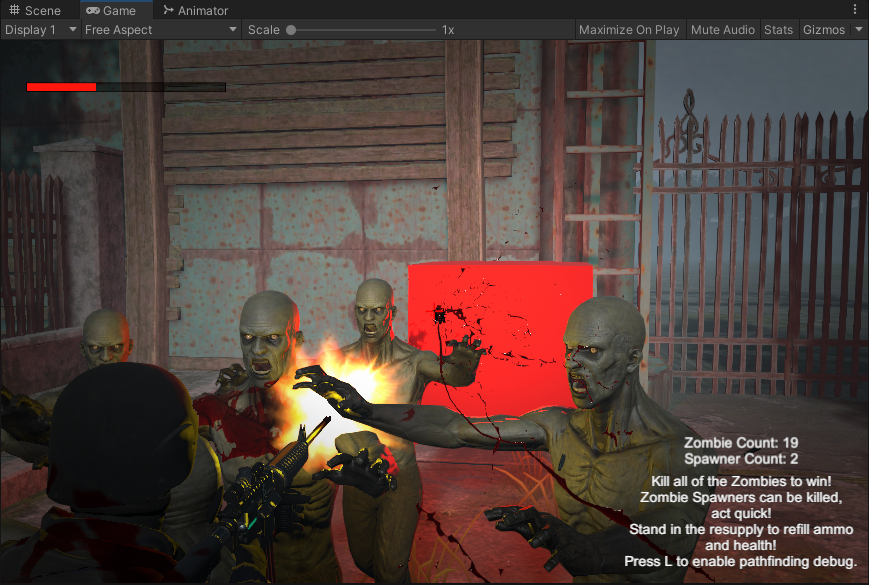 Scene Game Animator
Display 1 Free Aspect Scale 1x Maximize On Play Mute Audio Stats Gizmos
Zombie Count: 19
Spawner Count: 2
Kill all of the Zombies to win!
Zombie Spawners can be killed,
act quick!
Stand in the resupply to refill ammo
and health!
Press L to enable pathfinding debug.